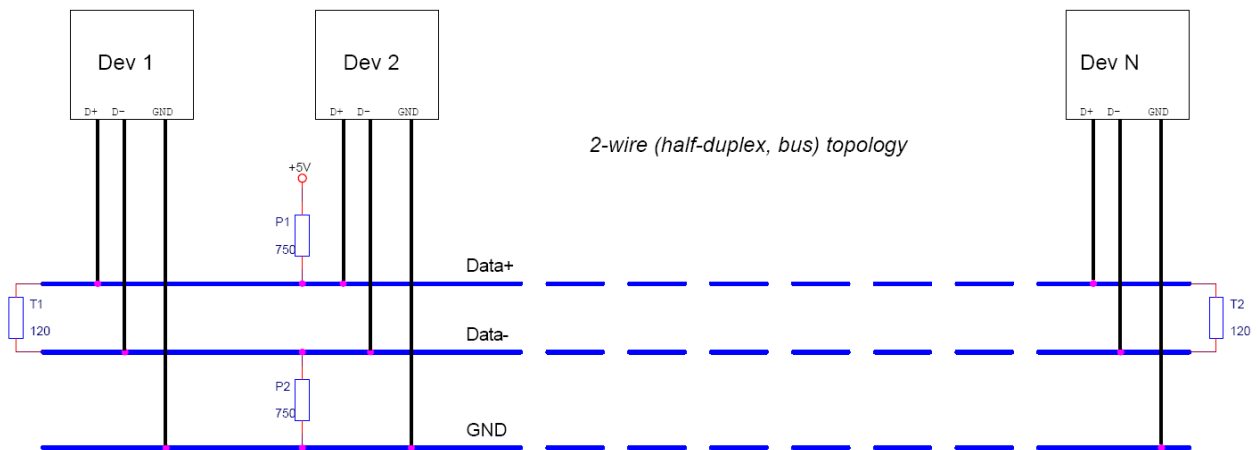 Dev 1
D+ D- GND
Dev 2
D+ D- GND
Dev N
D+ D- GND
2-wire (half-duplex, bus) topology
+5V
P1
750
Data+
T1
120
T2
120
Data-
P2
750
GND